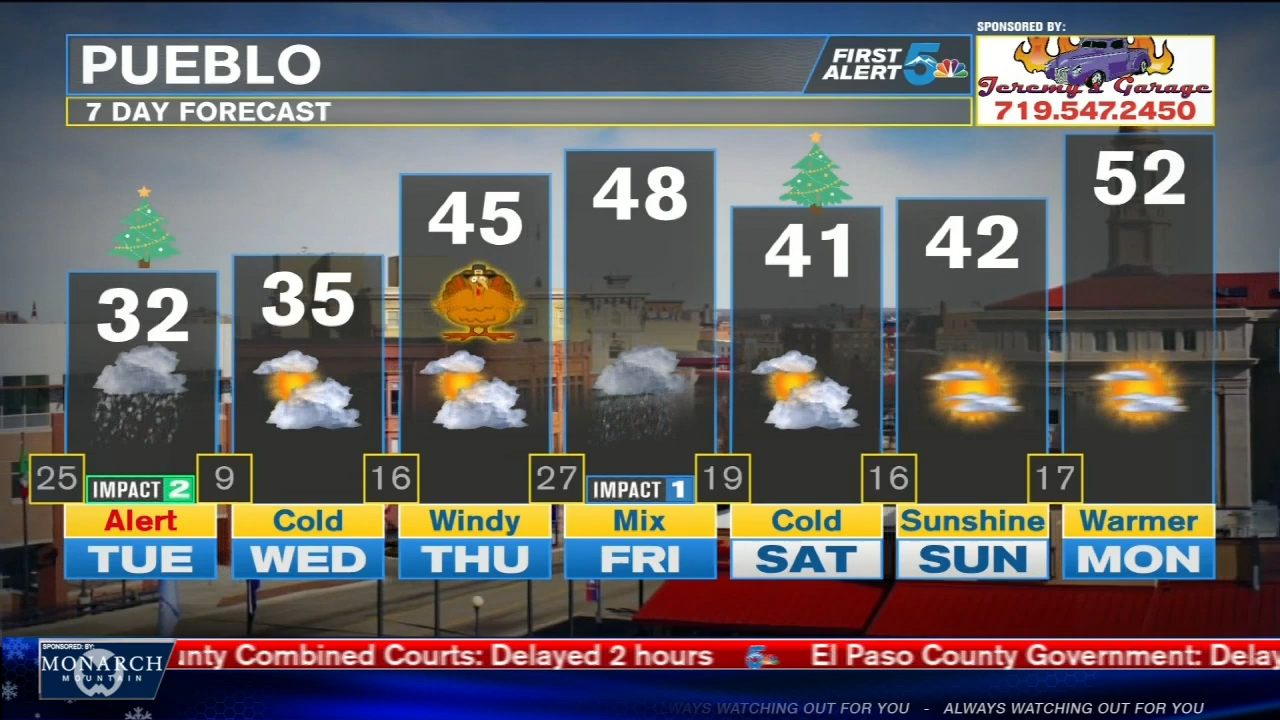 SPONSORED BY:
PUEBLO
FIRST ALERT 5
Jeremy's Garage
719.547.2450
7 DAY FORECAST
32 35 45 48 41 42 52
25 9 16 27 19 16 17
IMPACT 2 IMPACT 1
Alert Cold Windy Mix Cold Sunshine Warmer
TUE WED THU FRI SAT SUN MON
SPONSORED BY:
MONARCH
MOUNTAIN
unty Combined Courts: Delayed 2 hours 5 El Paso County Government: Delay
WAYS WATCHING OUT FOR YOU - ALWAYS WATCHING OUT FOR YOU